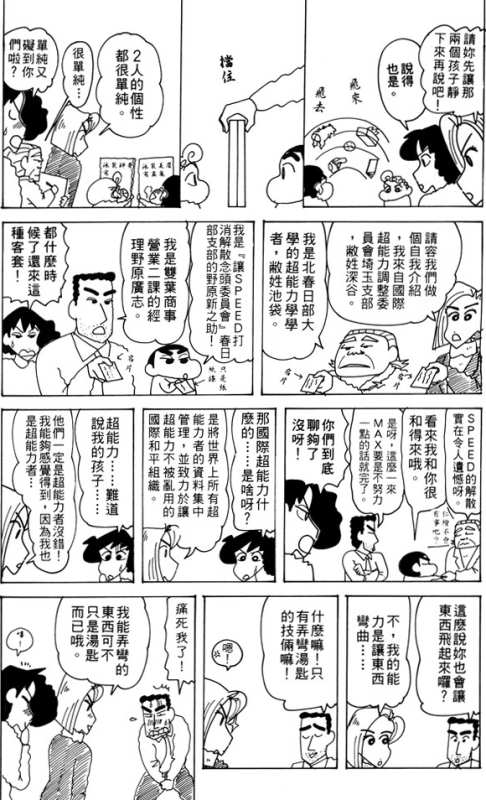 請妳先讓那
兩個孩子靜
下來再說吧！
說得
也是。
飛來
飛去
擋住
2人的個性
都很單純。
很單純…
單純又
礙到你
們啦？
請容我們做
個自我介紹
，我來自國際
超能力調整委
員會埼玉支部
，敝姓深谷。
名片
我是北春日部大
學的超能力學學
者，敝姓池袋。
名片
我是『讓SPEED打
消解散念頭委員會』春日
部支部的野原新之助！
只是張
紙
我是雙葉商事
營業二課的經
理野原廣志。
名片
都什麼時
候了還來這
種客套！
SPEED的解散
實在令人遺憾呀。
看來我和你很
和得來哦。
是呀，這麼一來
MAX要是不努力
一點的話就完了。
你們到底
聊夠了
沒呀！
那國際超能力什
麼的……是啥呀？
是將世界上所有超
能力者的資料集中
管理，並致力於讓
超能力不被亂用的
國際和平組織。
超能力……難道
說我的孩子……
他們一定是超能力者沒錯！
我能夠感覺得到，因為我也
是超能力者…
這麼說妳也會讓
東西飛起來囉？
不，我的能
力是讓東西
彎曲……
什麼嘛！只
有弄彎湯匙
的技倆嘛！
嗯！
痛死我了！
我能弄彎的
東西可不
只是湯匙
而已哦。